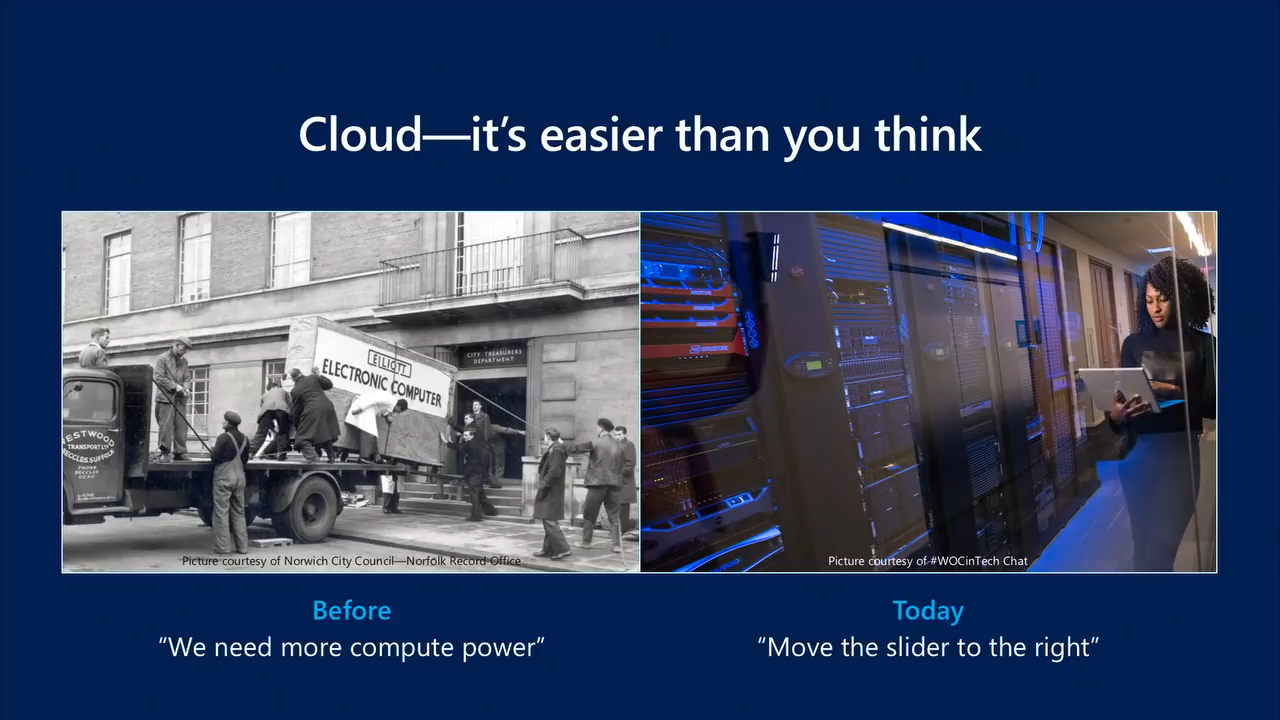 Cloud—it’s easier than you think
ELLIOTT
ELECTRONIC COMPUTER
CITY TREASURERS
DEPARTMENT
TRANSPORT LTD
BECCLES. SUFFOLK
PHONE
BECCLES
Picture courtesy of Norwich City Council—Norfolk Record Office
Picture courtesy of #WOCinTech Chat
Before
“We need more compute power”
Today
“Move the slider to the right”